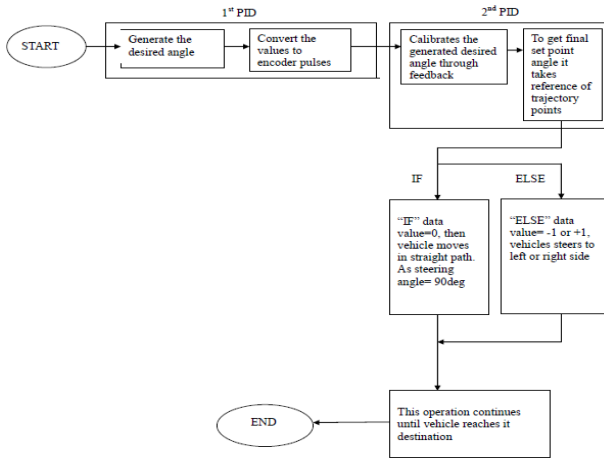 1st PID
2nd PID
START
Generate the
desired angle
Convert the
values to
encoder pulses
Calibrates the
generated desired
angle through
feedback
To get final
set point
angle it
takes
reference of
trajectory
points
IF
ELSE
“IF” data
value=0, then
vehicle moves
in straight path.
As steering
angle= 90deg
“ELSE” data
value= -1 or +1,
vehicles steers to
left or right side
This operation continues
until vehicle reaches it
destination
END